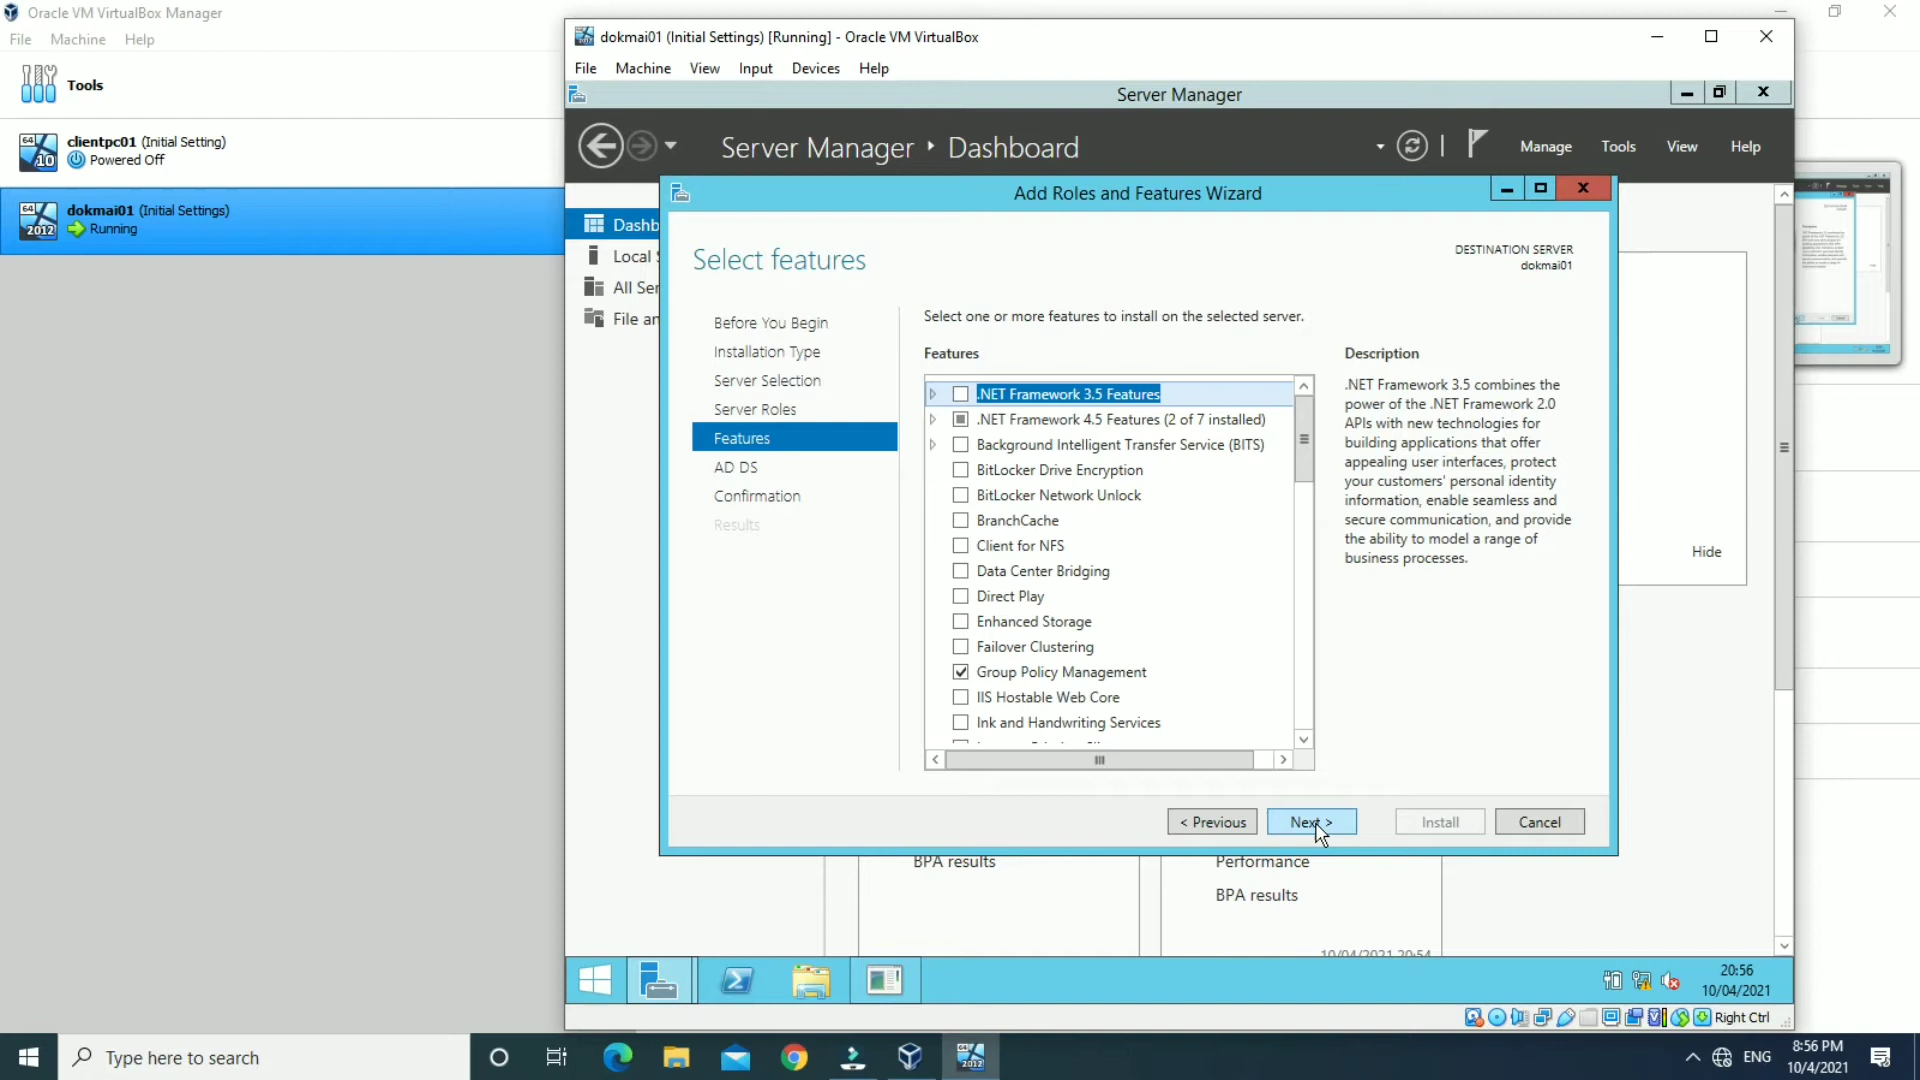 Oracle VM VirtualBox Manager
File Machine Help
Tools
clientpc01 (Initial Setting)
Powered Off
dokmai01 (Initial Settings)
Running
dokmai01 (Initial Settings) [Running] - Oracle VM VirtualBox
File Machine View Input Devices Help
Server Manager
Server Manager Dashboard
Manage Tools View Help
Dashb
Local S
All Ser
File an
Hide
Add Roles and Features Wizard
Select features
DESTINATION SERVER
dokmai01
Before You Begin
Installation Type
Server Selection
Server Roles
Features
AD DS
Confirmation
Results
Select one or more features to install on the selected server.
Features
.NET Framework 3.5 Features
.NET Framework 4.5 Features (2 of 7 installed)
Background Intelligent Transfer Service (BITS)
BitLocker Drive Encryption
BitLocker Network Unlock
BranchCache
Client for NFS
Data Center Bridging
Direct Play
Enhanced Storage
Failover Clustering
Group Policy Management
IIS Hostable Web Core
Ink and Handwriting Services
Description
.NET Framework 3.5 combines the
power of the .NET Framework 2.0
APIs with new technologies for
building applications that offer
appealing user interfaces, protect
your customers' personal identity
information, enable seamless and
secure communication, and provide
the ability to model a range of
business processes.
< Previous
Next >
Install
Cancel
BPA results
Performance
BPA results
10/04/2021 20:54
20:56
10/04/2021
Right Ctrl
64
10
64
2012
Type here to search
ENG
8:56 PM
10/4/2021